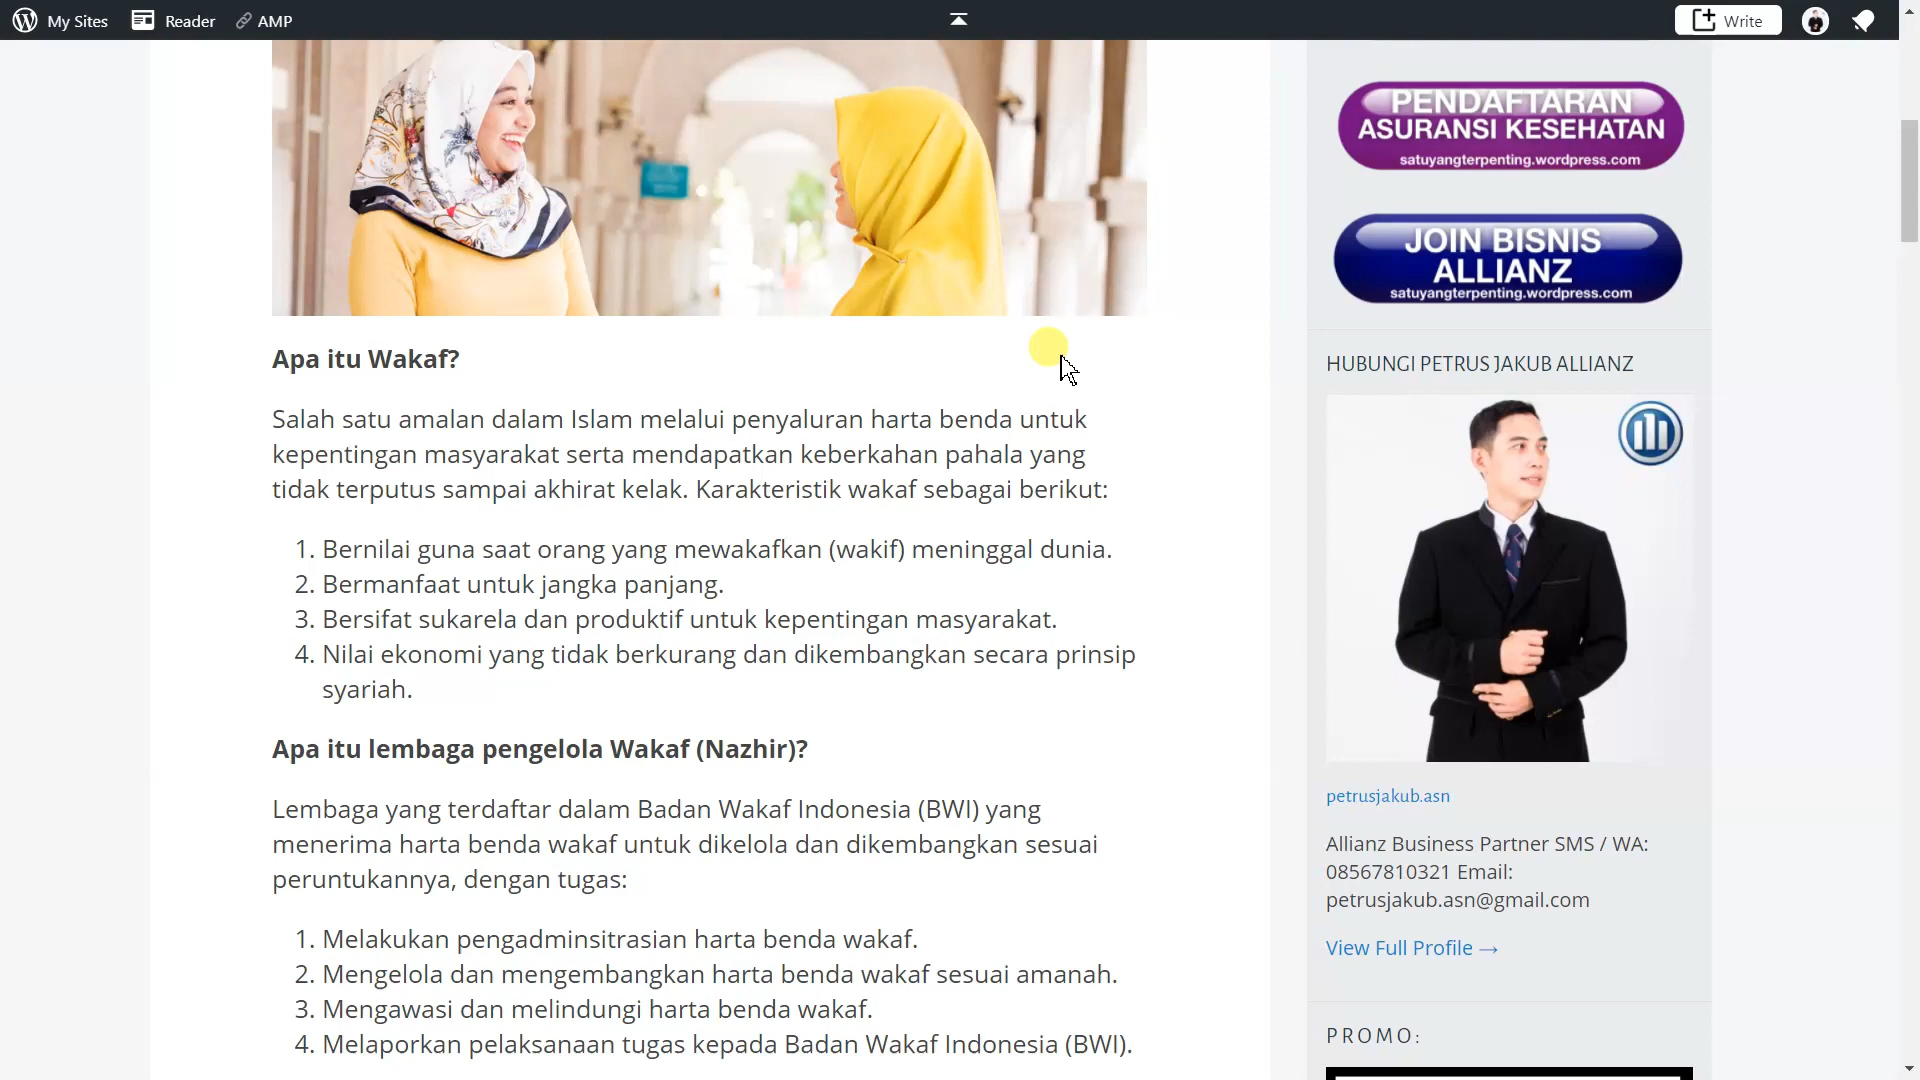 My Sites
Reader
AMP
Write
Apa itu Wakaf?
Salah satu amalan dalam Islam melalui penyaluran harta benda untuk
kepentingan masyarakat serta mendapatkan keberkahan pahala yang
tidak terputus sampai akhirat kelak. Karakteristik wakaf sebagai berikut:
1. Bernilai guna saat orang yang mewakafkan (wakif) meninggal dunia.
2. Bermanfaat untuk jangka panjang.
3. Bersifat sukarela dan produktif untuk kepentingan masyarakat.
4. Nilai ekonomi yang tidak berkurang dan dikembangkan secara prinsip
syariah.
Apa itu lembaga pengelola Wakaf (Nazhir)?
Lembaga yang terdaftar dalam Badan Wakaf Indonesia (BWI) yang
menerima harta benda wakaf untuk dikelola dan dikembangkan sesuai
peruntukannya, dengan tugas:
1. Melakukan pengadminsitrasian harta benda wakaf.
2. Mengelola dan mengembangkan harta benda wakaf sesuai amanah.
3. Mengawasi dan melindungi harta benda wakaf.
4. Melaporkan pelaksanaan tugas kepada Badan Wakaf Indonesia (BWI).
PENDAFTARAN
ASURANSI KESEHATAN
satuyangterpenting.wordpress.com
JOIN BISNIS
ALLIANZ
satuyangterpenting.wordpress.com
HUBUNGI PETRUS JAKUB ALLIANZ
petrusjakub.asn
Allianz Business Partner SMS / WA:
08567810321 Email:
petrusjakub.asn@gmail.com
View Full Profile →
PROMO: